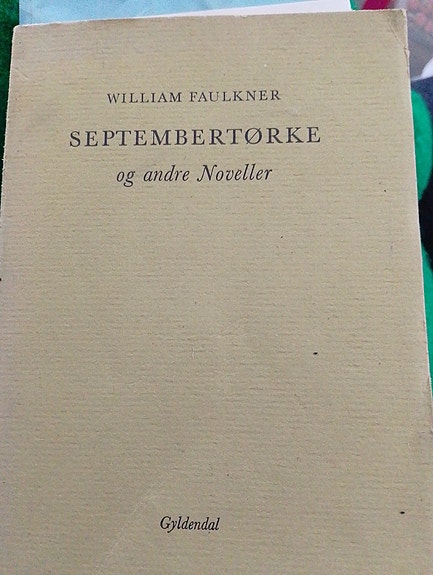 WILLIAM FAULKNER
SEPTEMBERTØRKE
og andre Noveller
Gyldendal